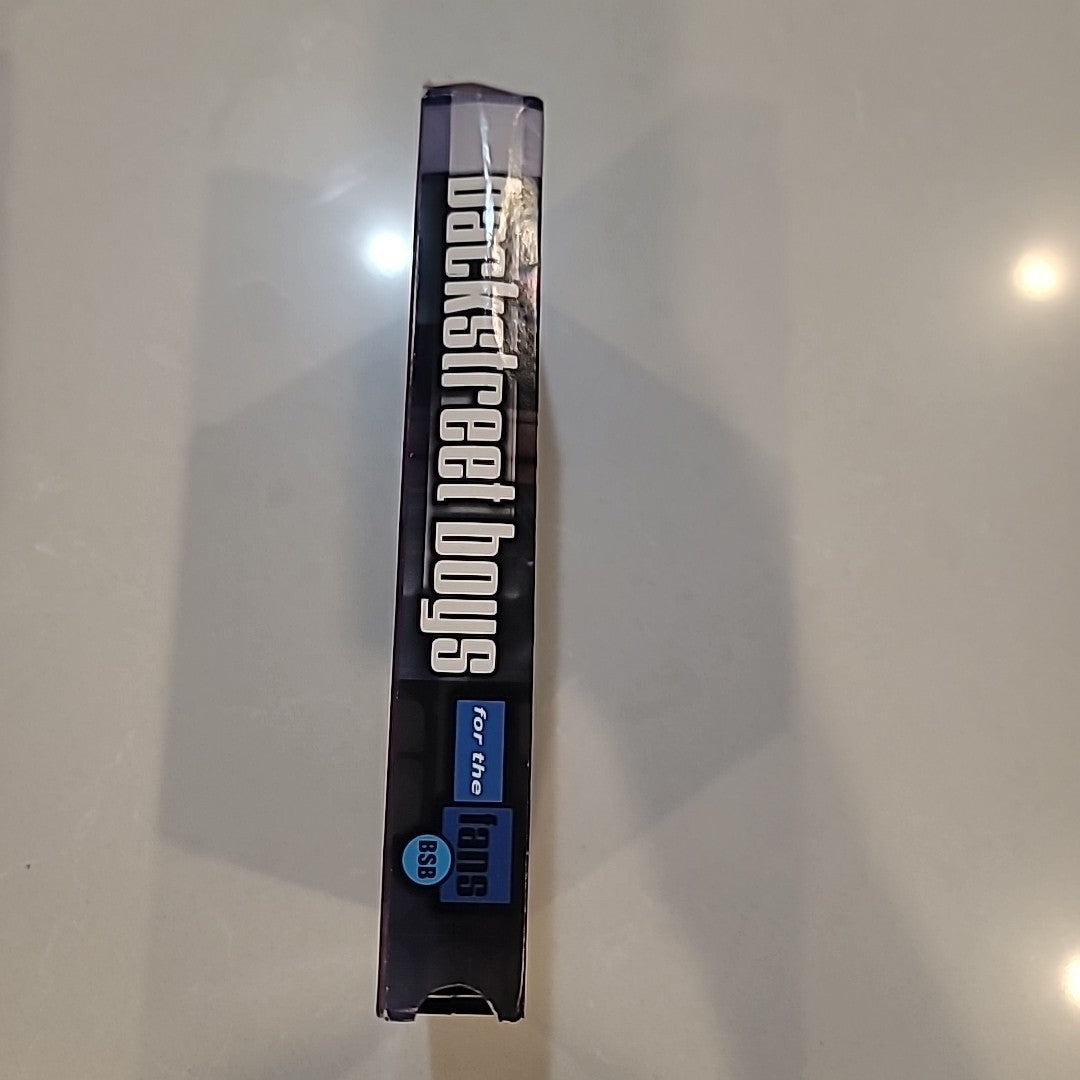 backstreet boys
for the
fans
BSB